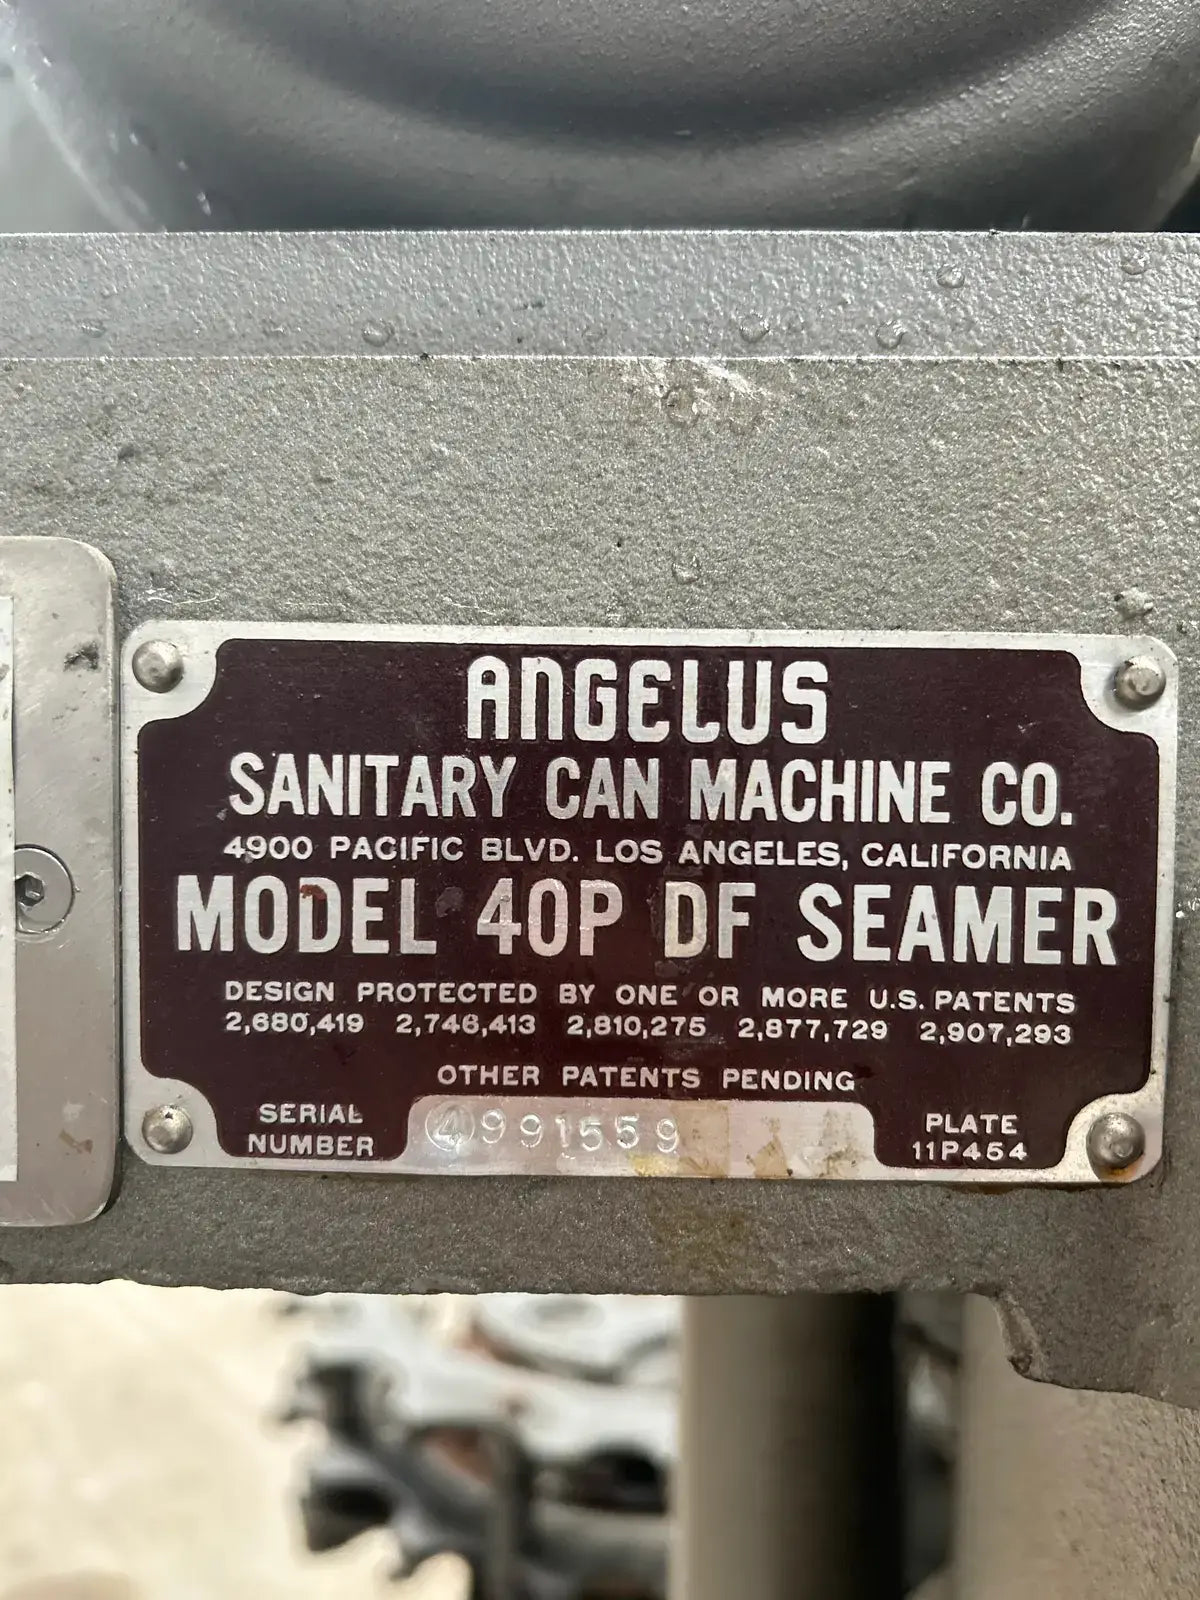 ANGELUS
SANITARY CAN MACHINE CO.
4900 PACIFIC BLVD. LOS ANGELES, CALIFORNIA
MODEL 40P DF SEAMER
DESIGN PROTECTED BY ONE OR MORE U.S. PATENTS
2,680,419 2,746,413 2,810,275 2,877,729 2,907,293
OTHER PATENTS PENDING
SERIAL NUMBER ④991559
PLATE 11P454